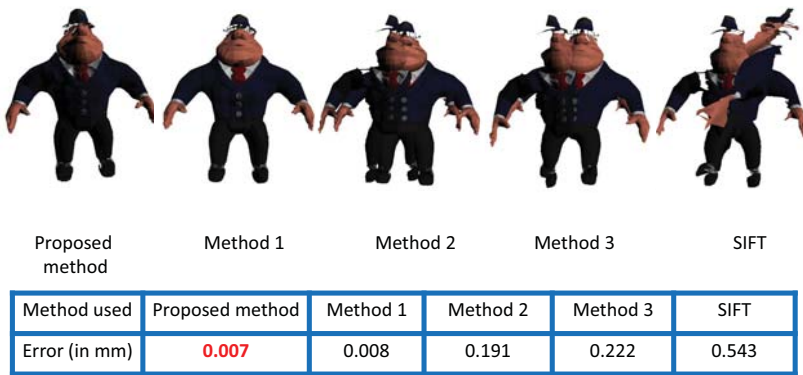 Proposed method Method 1 Method 2 Method 3 SIFT
Method used Proposed method Method 1 Method 2 Method 3 SIFT
Error (in mm) 0.007 0.008 0.191 0.222 0.543